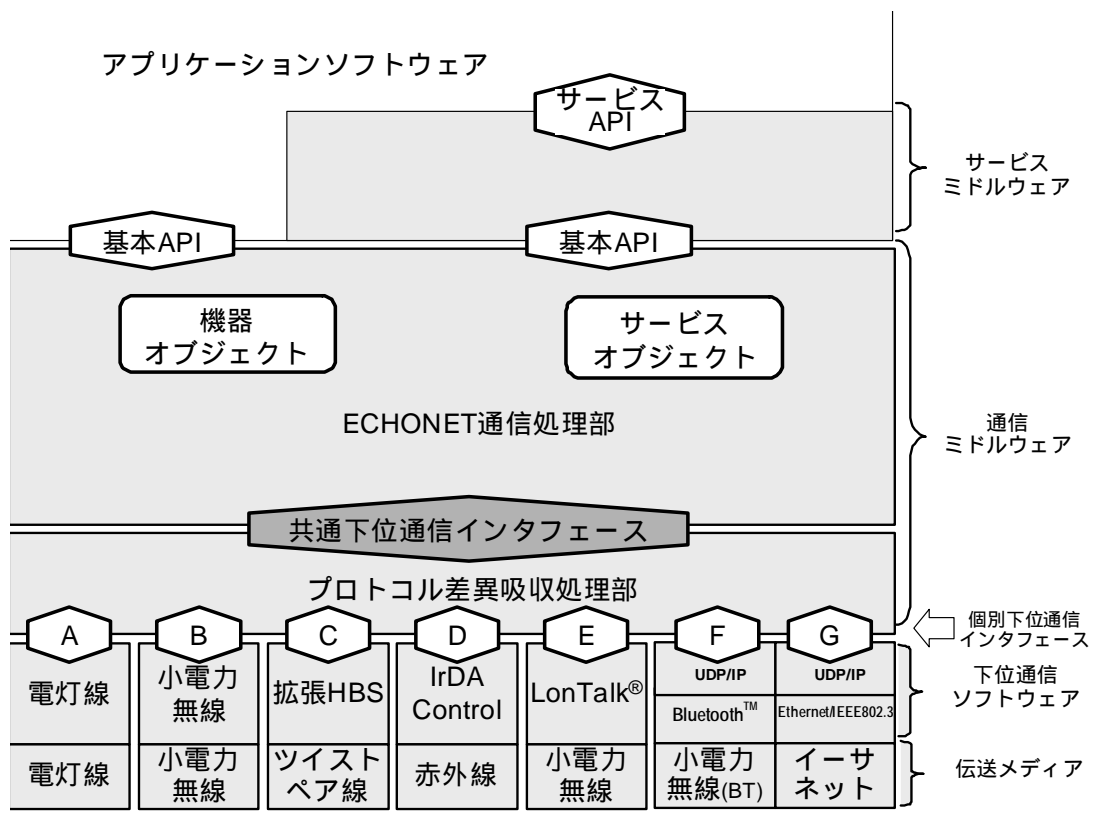 アプリケーションソフトウェア
サービス
API
サービス
ミドルウェア
基本API
基本API
機器
オブジェクト
サービス
オブジェクト
ECHONET通信処理部
通信
ミドルウェア
共通下位通信インタフェース
プロトコル差異吸収処理部
個別下位通信
インタフェース
A
B
C
D
E
F
G
電灯線
小電力
無線
拡張HBS
IrDA
Control
LonTalk®
UDP/IP
Bluetooth™
UDP/IP
Ethernet/IEEE802.3
下位通信
ソフトウェア
電灯線
小電力
無線
ツイスト
ペア線
赤外線
小電力
無線
小電力
無線(BT)
イーサ
ネット
伝送メディア